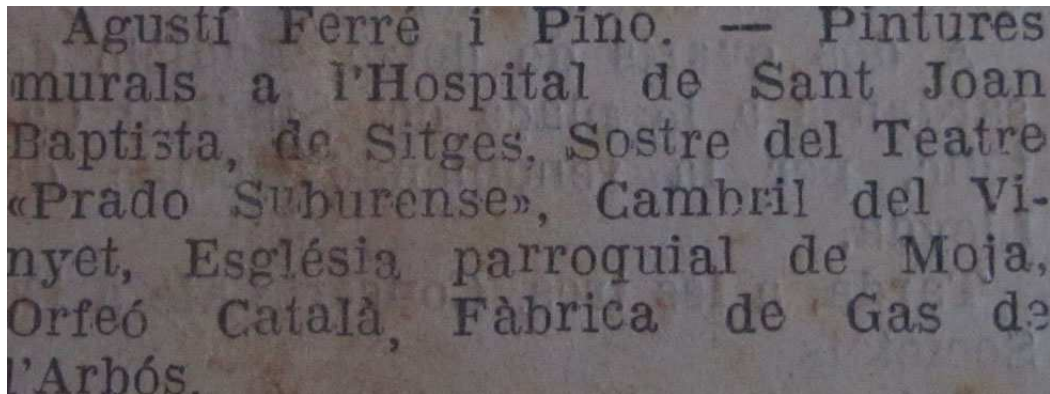 Agustí Ferré i Pino. — Pintures
murals a l'Hospital de Sant Joan
Baptista, de Sitges, Sostre del Teatre
«Prado Suburense», Cambril del Vi-
nyet, Església parroquial de Moja,
Orfeó Català, Fàbrica de Gas de
l'Arbós.